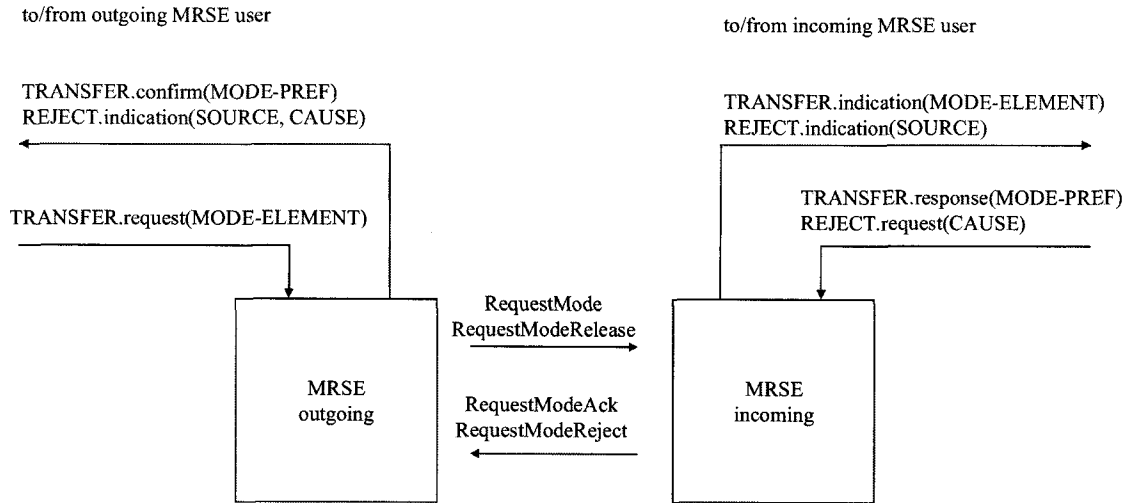 to/from outgoing MRSE user
to/from incoming MRSE user
TRANSFER.confirm(MODE-PREF)
REJECT.indication(SOURCE, CAUSE)
TRANSFER.indication(MODE-ELEMENT)
REJECT.indication(SOURCE)
TRANSFER.request(MODE-ELEMENT)
TRANSFER.response(MODE-PREF)
REJECT.request(CAUSE)
RequestMode
RequestModeRelease
MRSE
outgoing
RequestModeAck
RequestModeReject
MRSE
incoming